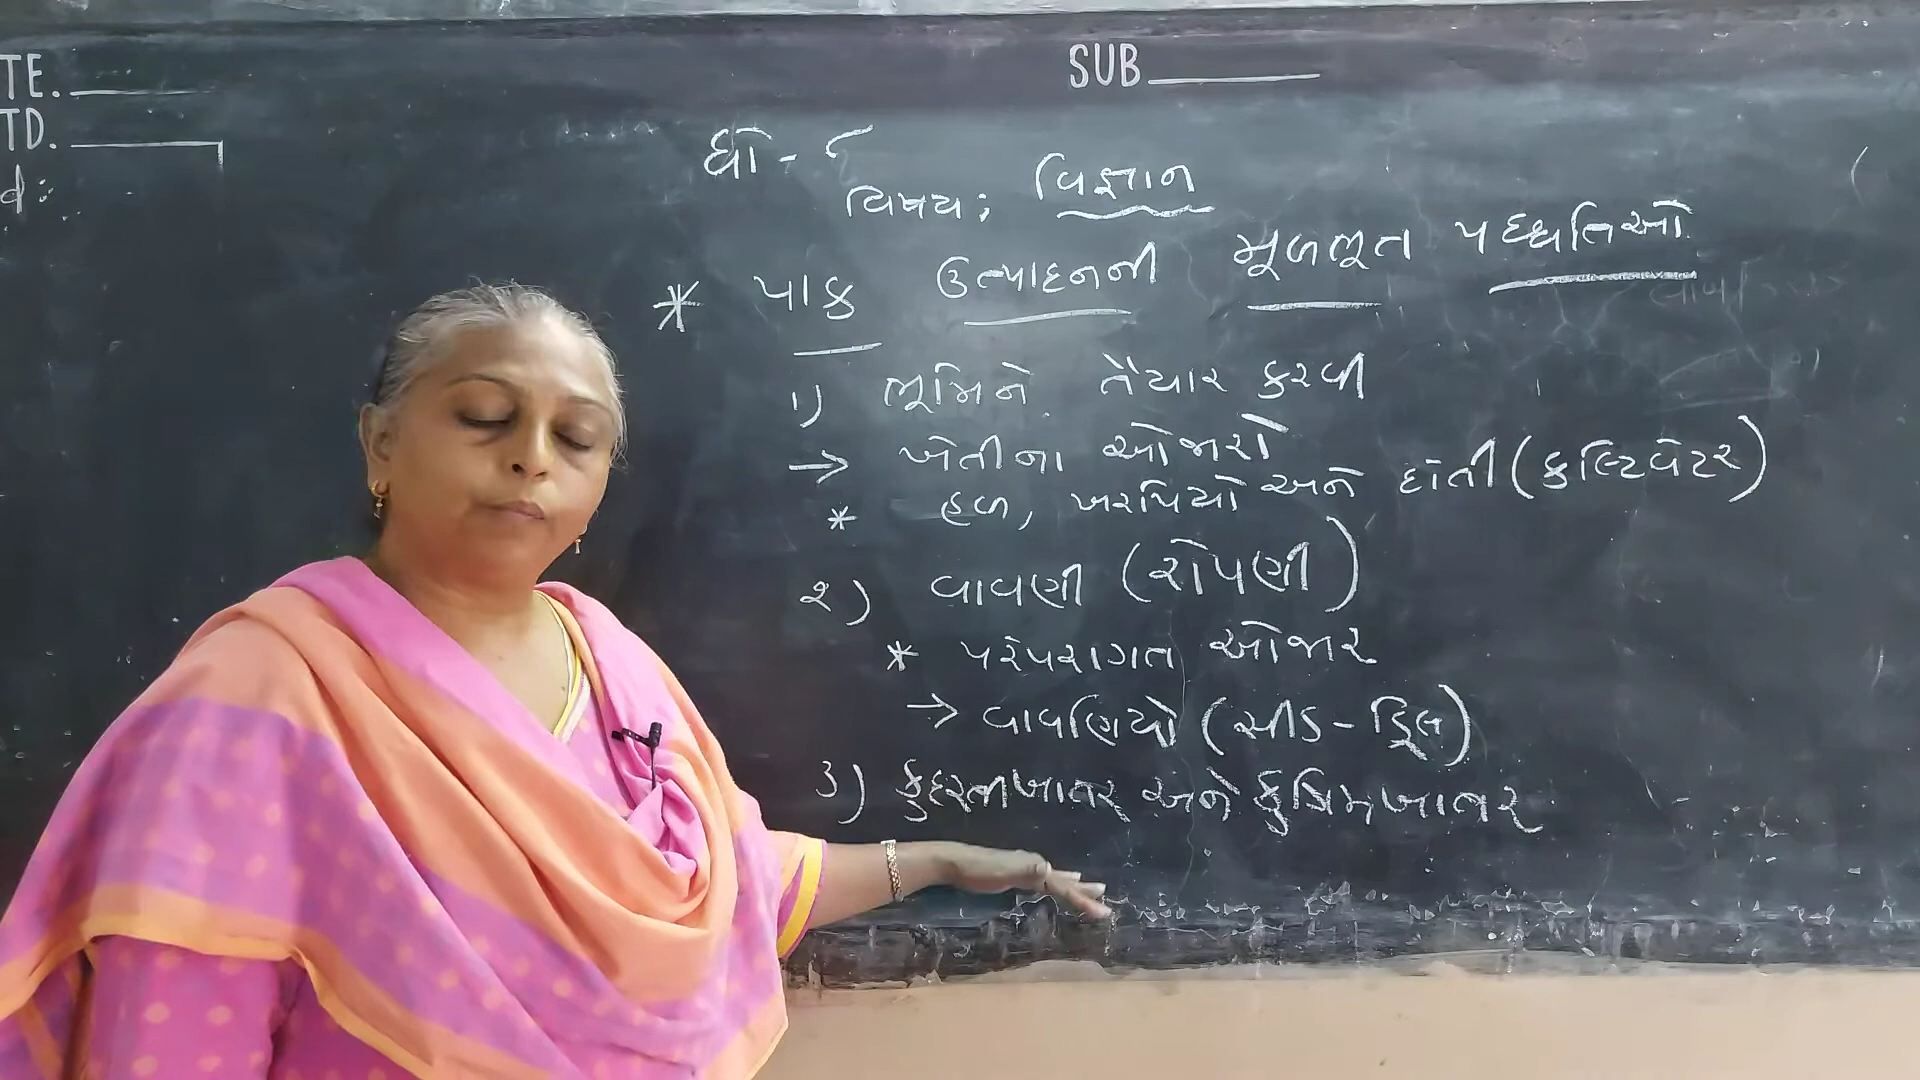 TE.
SUB
TD.
ધો - ૮
વિષય: વિજ્ઞાન
* પાક ઉત્પાદનની મૂળભૂત પધ્ધતિઓ
૧) ભૂમિને તૈયાર કરવી
→ ખેતીના ઓજારો
* હળ, ખરપિયો અને દાંતી (કલ્ટિવેટર)
૨) વાવણી (રોપણી)
* પરંપરાગત ઓજાર
→ વાવણિયો (સીડ-ડ્રિલ)
૩) કુદરતીખાતર અને કુત્રિમખાતર